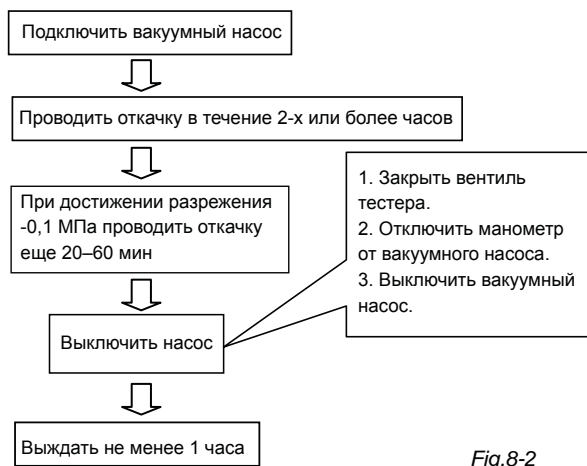 Подключить вакуумный насос
Проводить откачку в течение 2-х или более часов
При достижении разрежения
-0,1 МПа проводить откачку
еще 20–60 мин
1. Закрыть вентиль
тестера.
2. Отключить манометр
от вакуумного насоса.
3. Выключить вакуумный
насос.
Выключить насос
Выждать не менее 1 часа
Fig.8-2